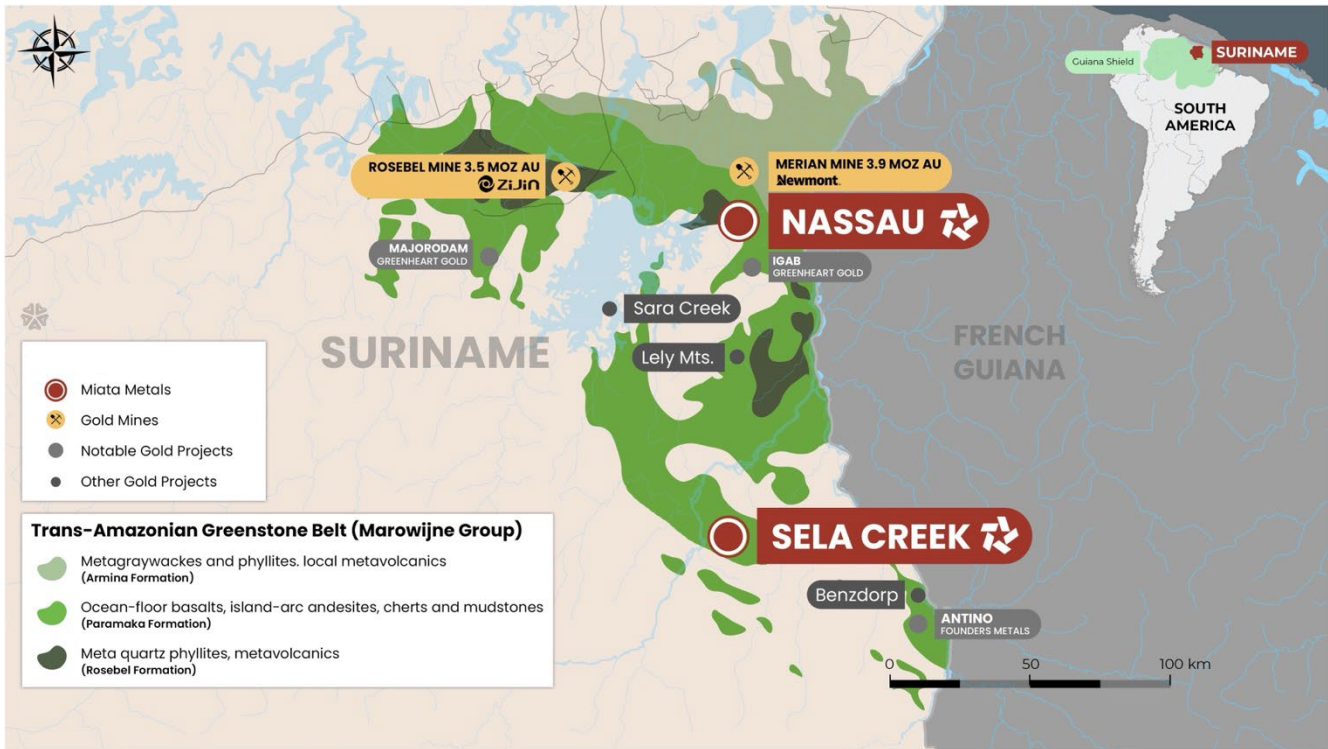 Guiana Shield
SURINAME
SOUTH
AMERICA
ROSEBEL MINE 3.5 MOZ AU
ZiJin
MERIAN MINE 3.9 MOZ AU
Newmont.
NASSAU
MAJORODAM
GREENHEART GOLD
IGAB
GREENHEART GOLD
Sara Creek
SURINAME
Lely Mts.
FRENCH
GUIANA
Miata Metals
Gold Mines
Notable Gold Projects
Other Gold Projects
SELA CREEK
Trans-Amazonian Greenstone Belt (Marowijne Group)
Metagraywackes and phyllites. local metavolcanics
(Armina Formation)
Ocean-floor basalts, island-arc andesites, cherts and mudstones
(Paramaka Formation)
Meta quartz phyllites, metavolcanics
(Rosebel Formation)
Benzdorp
ANTINO
FOUNDERS METALS
0 50 100 km